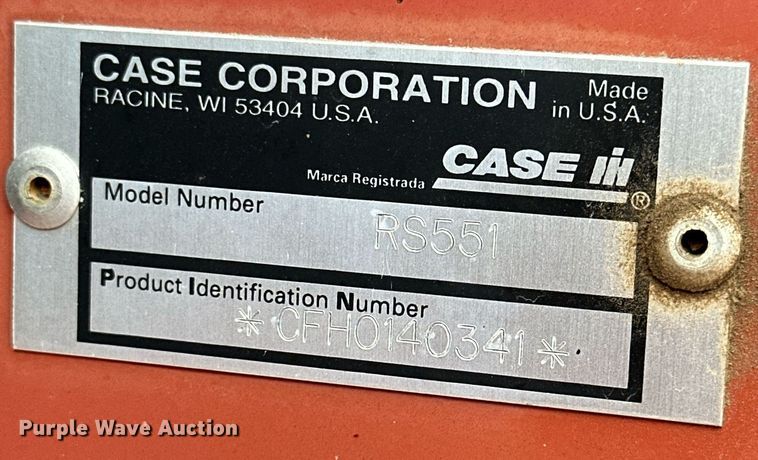 CASE CORPORATION
RACINE, WI 53404 U.S.A.
Made
in U.S.A.
Marca Registrada
CASE IH ®
Model Number
RS551
Product Identification Number
*CFH0140341*
Purple Wave Auction